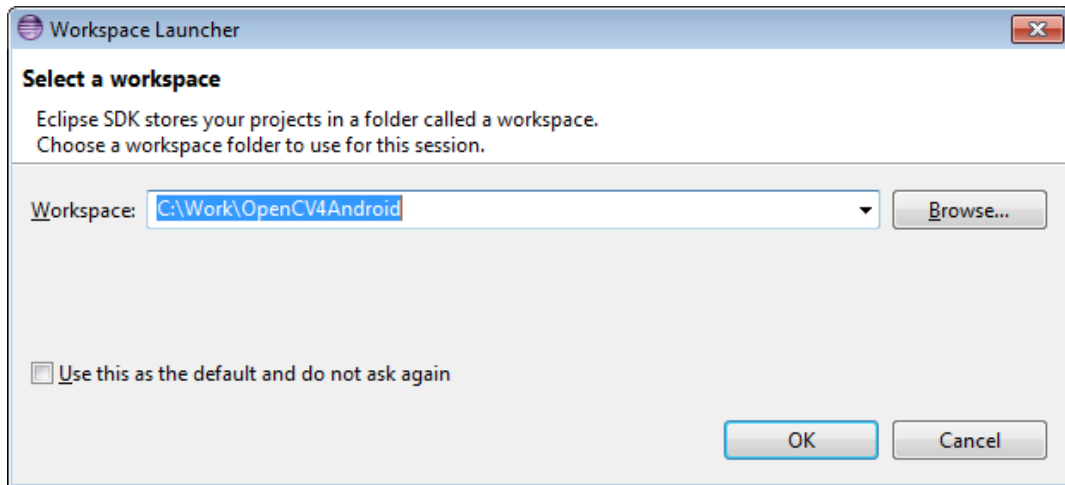 Workspace Launcher
Select a workspace
Eclipse SDK stores your projects in a folder called a workspace.
Choose a workspace folder to use for this session.
Workspace: C:\Work\OpenCV4Android Browse...
Use this as the default and do not ask again
OK Cancel